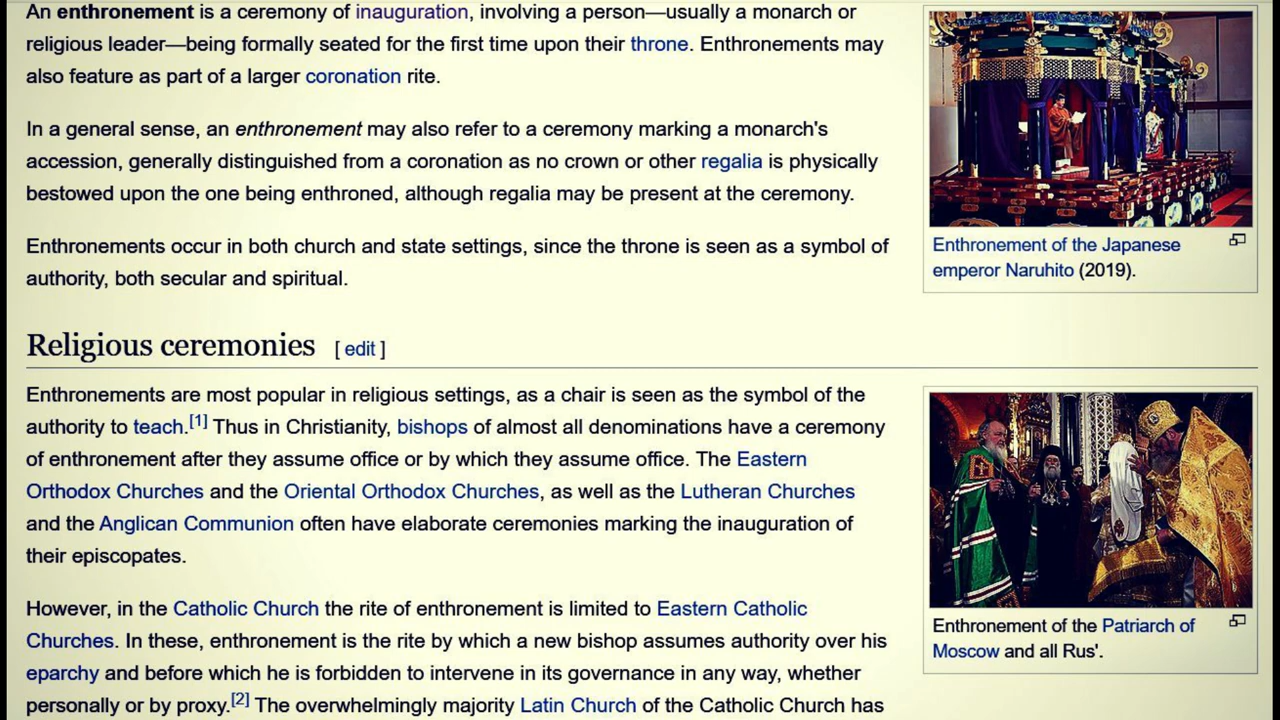 An enthronement is a ceremony of inauguration, involving a person—usually a monarch or
religious leader—being formally seated for the first time upon their throne. Enthronements may
also feature as part of a larger coronation rite.
In a general sense, an enthronement may also refer to a ceremony marking a monarch's
accession, generally distinguished from a coronation as no crown or other regalia is physically
bestowed upon the one being enthroned, although regalia may be present at the ceremony.
Enthronements occur in both church and state settings, since the throne is seen as a symbol of
authority, both secular and spiritual.
Enthronement of the Japanese
emperor Naruhito (2019).
Religious ceremonies [ edit ]
Enthronements are most popular in religious settings, as a chair is seen as the symbol of the
authority to teach.[1] Thus in Christianity, bishops of almost all denominations have a ceremony
of enthronement after they assume office or by which they assume office. The Eastern
Orthodox Churches and the Oriental Orthodox Churches, as well as the Lutheran Churches
and the Anglican Communion often have elaborate ceremonies marking the inauguration of
their episcopates.
However, in the Catholic Church the rite of enthronement is limited to Eastern Catholic
Churches. In these, enthronement is the rite by which a new bishop assumes authority over his
eparchy and before which he is forbidden to intervene in its governance in any way, whether
personally or by proxy.[2] The overwhelmingly majority Latin Church of the Catholic Church has
Enthronement of the Patriarch of
Moscow and all Rus'.